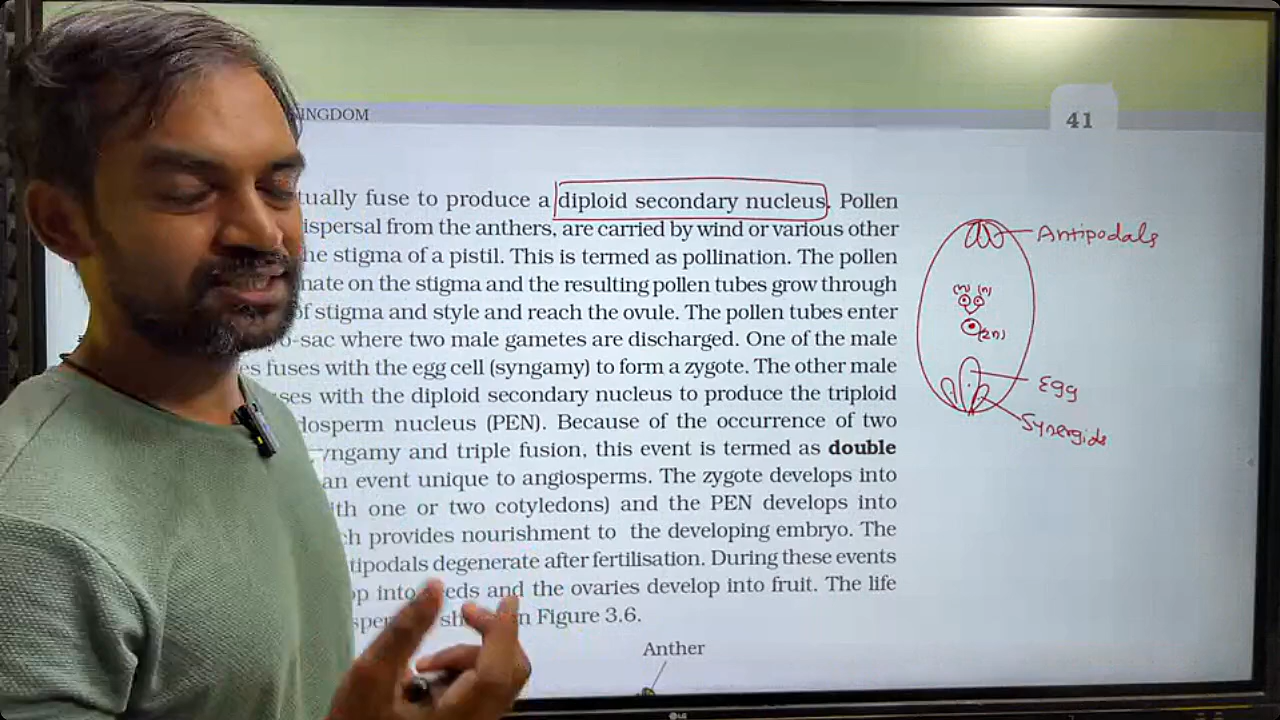 INGDOM
41
tually fuse to produce a diploid secondary nucleus. Pollen
ispersal from the anthers, are carried by wind or various other
he stigma of a pistil. This is termed as pollination. The pollen
nate on the stigma and the resulting pollen tubes grow through
of stigma and style and reach the ovule. The pollen tubes enter
o-sac where two male gametes are discharged. One of the male
es fuses with the egg cell (syngamy) to form a zygote. The other male
ses with the diploid secondary nucleus to produce the triploid
dosperm nucleus (PEN). Because of the occurrence of two
yngamy and triple fusion, this event is termed as double
an event unique to angiosperms. The zygote develops into
ith one or two cotyledons) and the PEN develops into
ch provides nourishment to the developing embryo. The
tipodals degenerate after fertilisation. During these events
op into seeds and the ovaries develop into fruit. The life
in Figure 3.6.
Anther
Antipodals
(n) (n)
(2n)
Egg
Synergids
LG